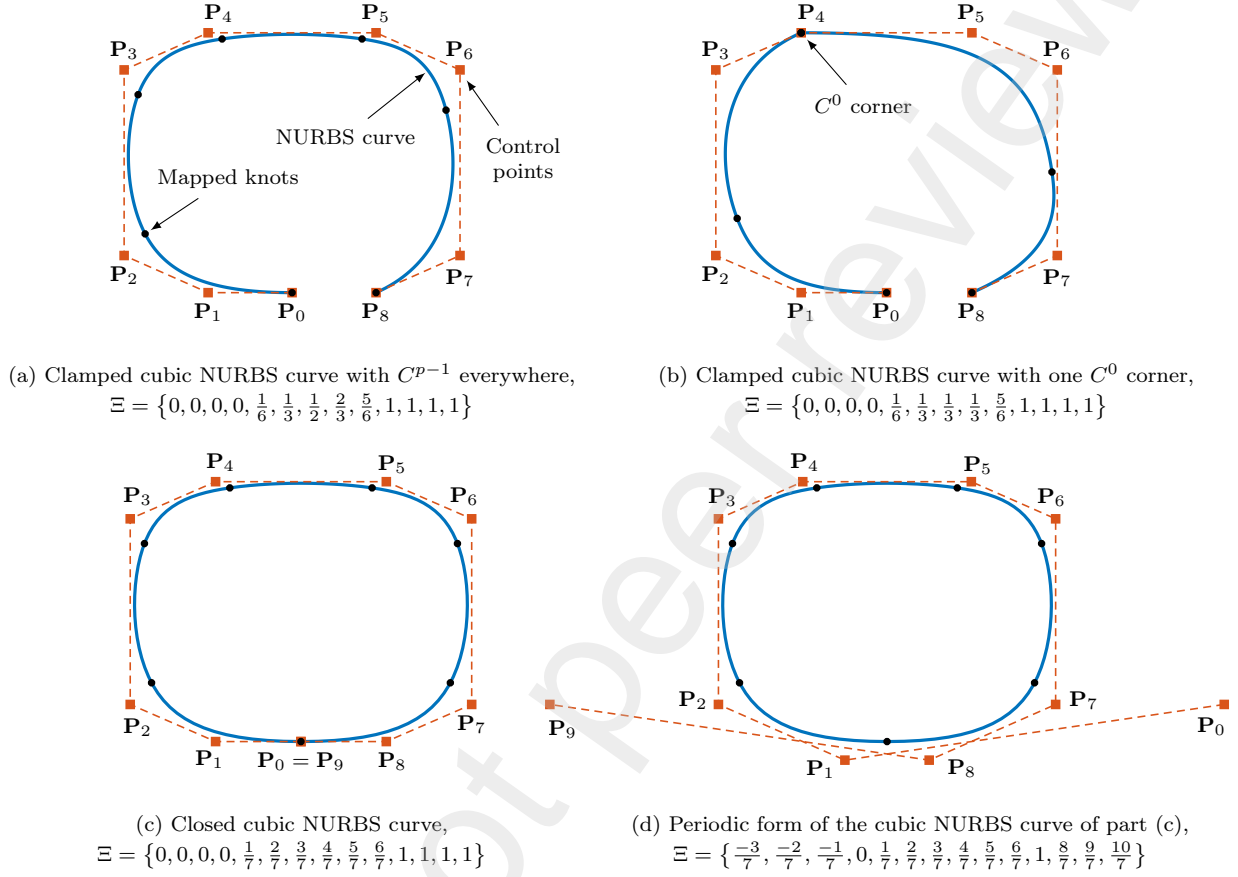 P₄ P₅
P₃ P₆
NURBS curve
Control
points
Mapped knots
P₂ P₇
P₁ P₀ P₈
(a) Clamped cubic NURBS curve with Cᵖ⁻¹ everywhere,
Ξ = {0, 0, 0, 0, 1/6, 1/3, 1/2, 2/3, 5/6, 1, 1, 1, 1}
P₄ P₅
P₃ P₆
C⁰ corner
P₂ P₇
P₁ P₀ P₈
(b) Clamped cubic NURBS curve with one C⁰ corner,
Ξ = {0, 0, 0, 0, 1/6, 1/3, 1/3, 1/3, 5/6, 1, 1, 1, 1}
P₄ P₅
P₃ P₆
P₂ P₇
P₁ P₀ = P₉ P₈
(c) Closed cubic NURBS curve,
Ξ = {0, 0, 0, 0, 1/7, 2/7, 3/7, 4/7, 5/7, 6/7, 1, 1, 1, 1}
P₄ P₅
P₃ P₆
P₂ P₇
P₉ P₀
P₁ P₈
(d) Periodic form of the cubic NURBS curve of part (c),
Ξ = {-3/7, -2/7, -1/7, 0, 1/7, 2/7, 3/7, 4/7, 5/7, 6/7, 1, 8/7, 9/7, 10/7}
ot peer review